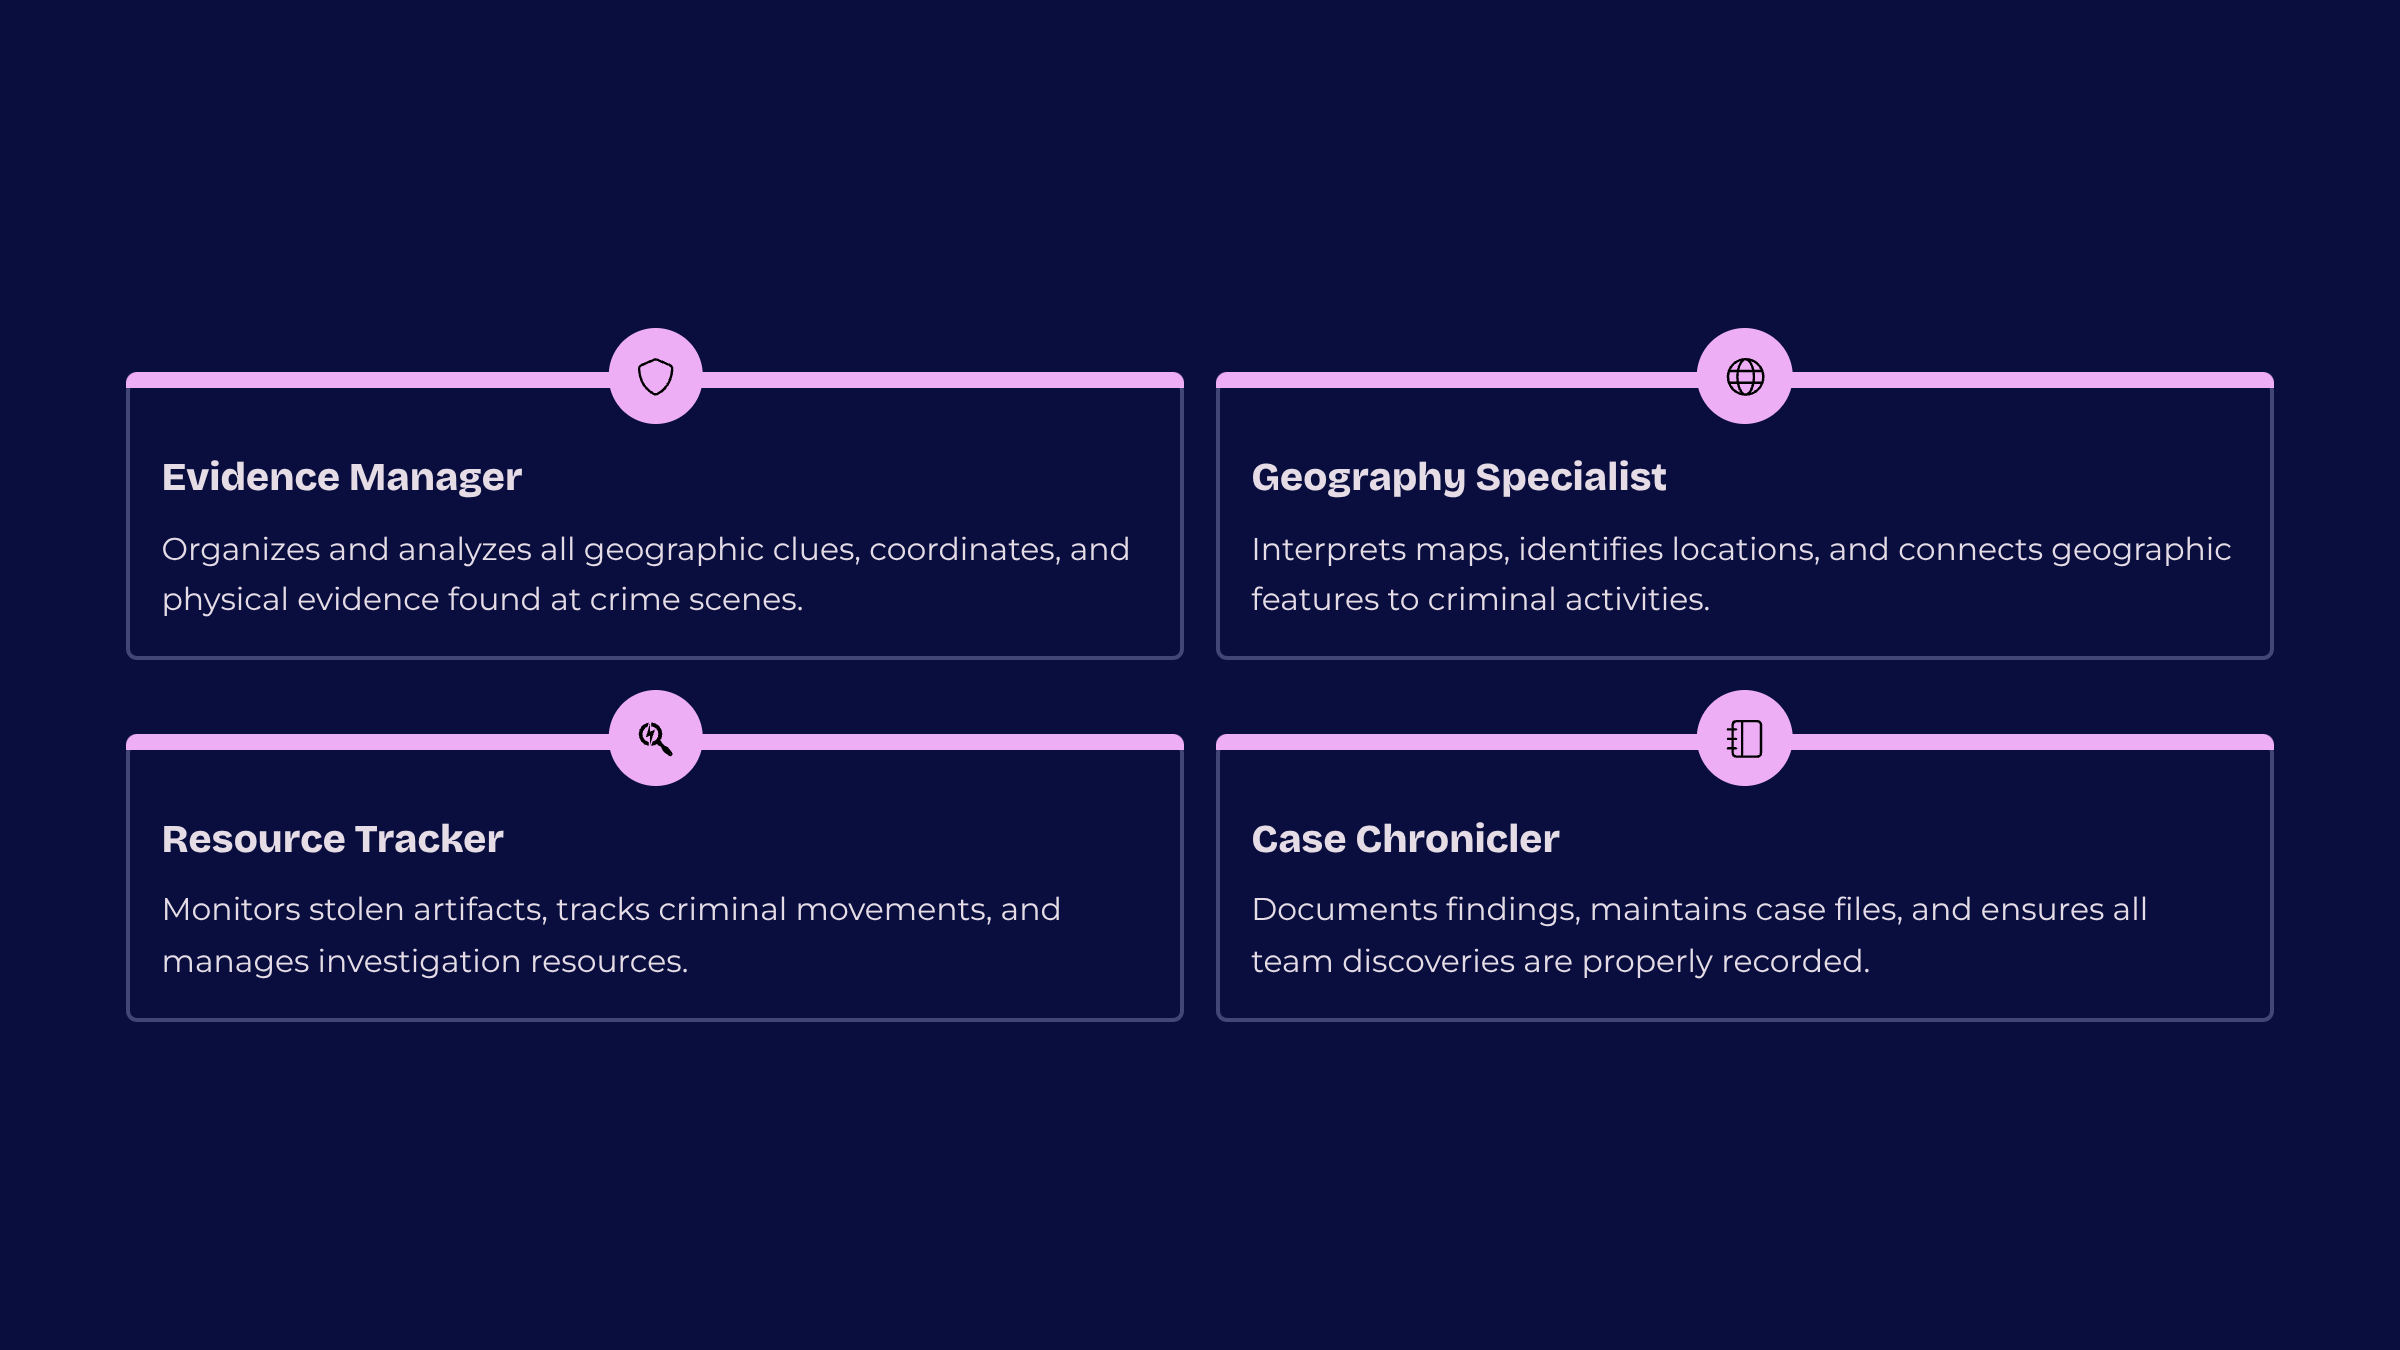 Evidence Manager
Organizes and analyzes all geographic clues, coordinates, and
physical evidence found at crime scenes.
Geography Specialist
Interprets maps, identifies locations, and connects geographic
features to criminal activities.
Resource Tracker
Monitors stolen artifacts, tracks criminal movements, and
manages investigation resources.
Case Chronicler
Documents findings, maintains case files, and ensures all
team discoveries are properly recorded.